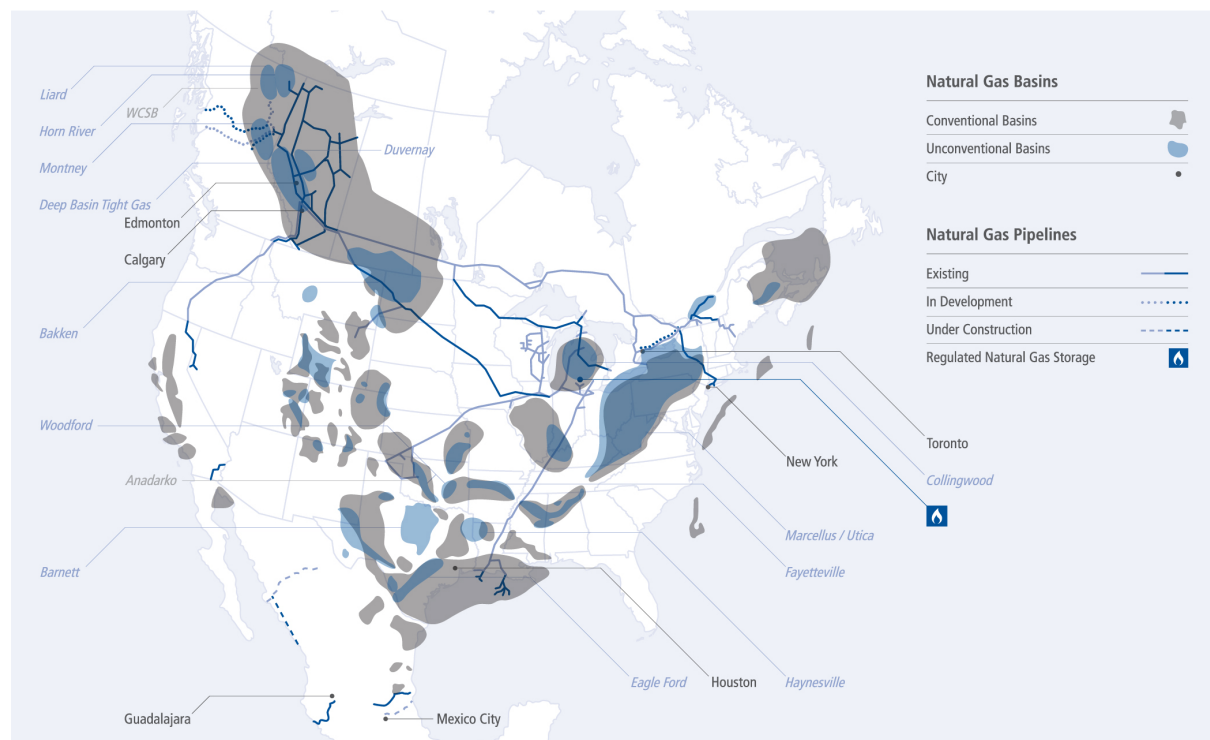 Liard
WCSB
Horn River
Montney
Duvernay
Deep Basin Tight Gas
Edmonton
Calgary
Bakken
Woodford
Anadarko
Barnett
Guadalajara
Mexico City
Eagle Ford
Houston
Haynesville
Fayetteville
Marcellus / Utica
New York
Collingwood
Toronto
Natural Gas Basins
Conventional Basins
Unconventional Basins
City
Natural Gas Pipelines
Existing
In Development
Under Construction
Regulated Natural Gas Storage